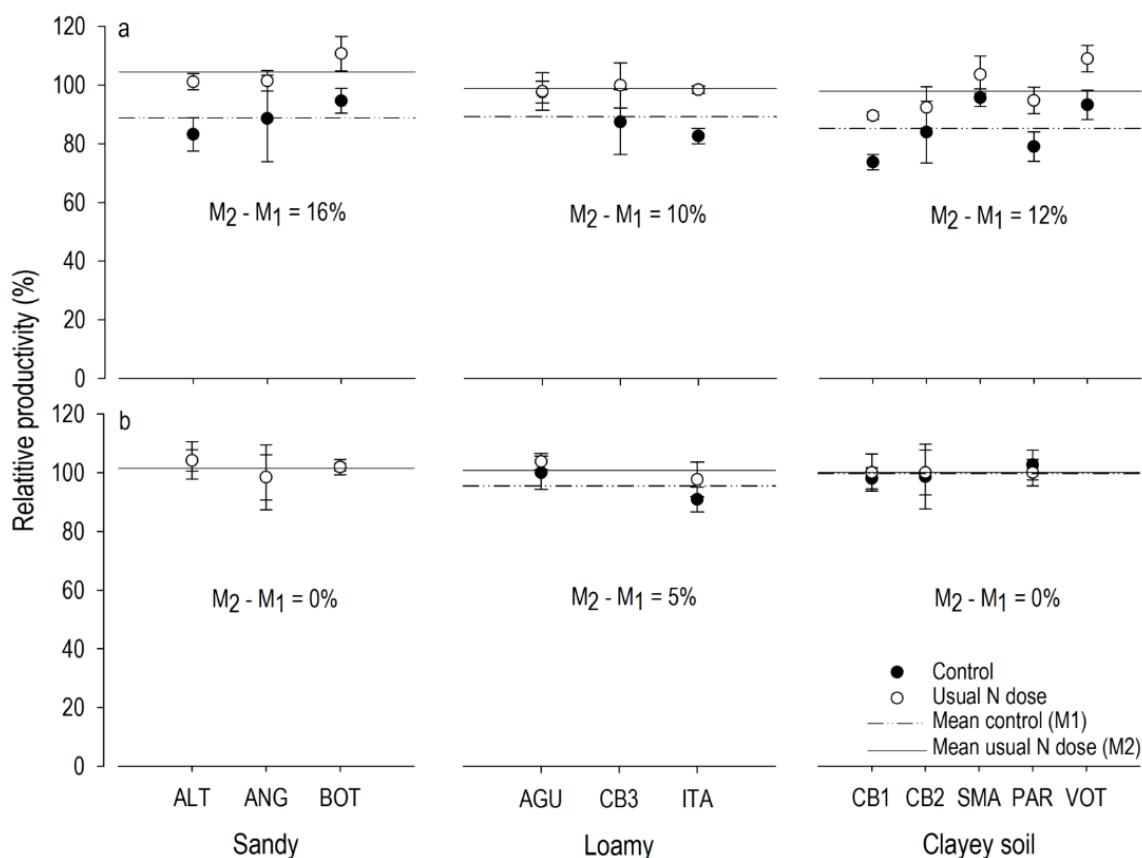 a
120
100
80
60
40
20
0
M2 - M1 = 16%
M2 - M1 = 10%
M2 - M1 = 12%
Relatitive productivity (%)
b
120
100
80
60
40
20
0
M2 - M1 = 0%
M2 - M1 = 5%
M2 - M1 = 0%
Control
Usual N dose
Mean control (M1)
Mean usual N dose (M2)
ALT ANG BOT AGU CB3 ITA CB1 CB2 SMA PAR VOT
Sandy Loamy Clayey soil